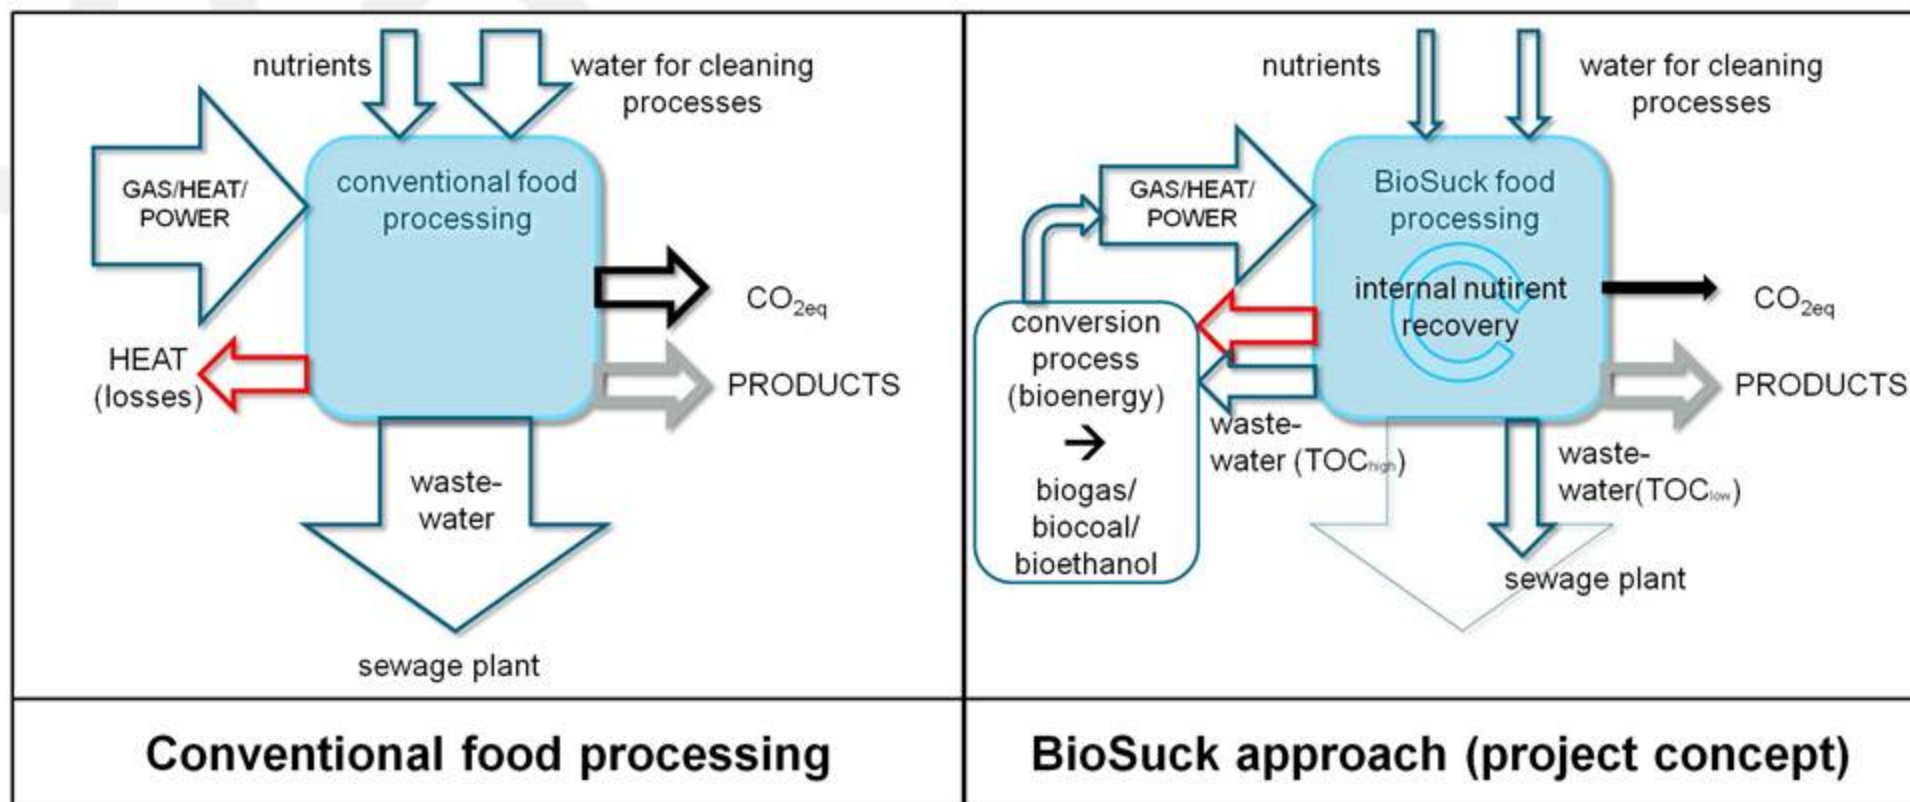 nutrients
water for cleaning
processes
GAS/HEAT/
POWER
conventional food
processing
CO2eq
HEAT
(losses)
PRODUCTS
waste-
water
sewage plant
Conventional food processing
nutrients
water for cleaning
processes
GAS/HEAT/
POWER
BioSuck food
processing
internal nutirent
recovery
CO2eq
PRODUCTS
conversion
process
(bioenergy)
→
biogas/
biocoal/
bioethanol
waste-
water (TOChigh)
waste-
water(TOClow)
sewage plant
BioSuck approach (project concept)